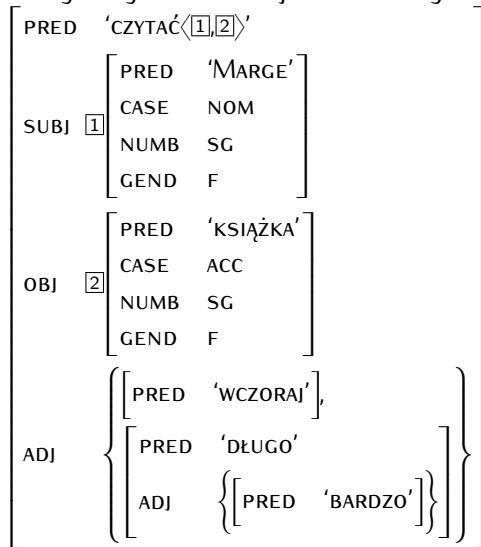 PRED ‘CZYTAĆ⟨1,2⟩’
SUBJ 1
PRED ‘MARGE’
CASE NOM
NUMB SG
GEND F
OBJ 2
PRED ‘KSIĄŻKA’
CASE ACC
NUMB SG
GEND F
ADJ
PRED ‘WCZORAJ’ ,
PRED ‘DŁUGO’
ADJ { [ PRED ‘BARDZO’ ] }